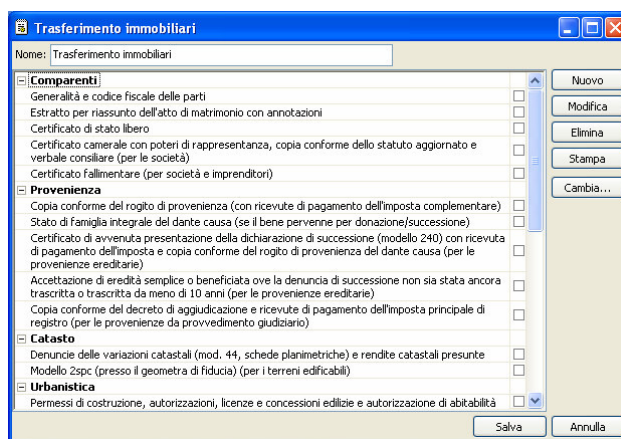 Trasferimento immobiliari
Nome: Trasferimento immobiliari
Comparenti
Generalità e codice fiscale delle parti
Estratto per riassunto dell'atto di matrimonio con annotazioni
Certificato di stato libero
Certificato camerale con poteri di rappresentanza, copia conforme dello statuto aggiornato e
verbale consiliare (per le società)
Certificato fallimentare (per società e imprenditori)
Provenienza
Copia conforme del rogito di provenienza (con ricevute di pagamento dell'imposta complementare)
Stato di famiglia integrale del dante causa (se il bene pervenne per donazione/successione)
Certificato di avvenuta presentazione della dichiarazione di successione (modello 240) con ricevuta
di pagamento dell'imposta e copia conforme del rogito di provenienza del dante causa (per le
provenienze ereditarie)
Accettazione di eredità semplice o beneficiata ove la denuncia di successione non sia stata ancora
trascritta o trascritta da meno di 10 anni (per le provenienze ereditarie)
Copia conforme del decreto di aggiudicazione e ricevute di pagamento dell'imposta principale di
registro (per le provenienze da provvedimento giudiziario)
Catasto
Denuncie delle variazioni catastali (mod. 44, schede planimetriche) e rendite catastali presunte
Modello 2spc (presso il geometra di fiducia) (per i terreni edificabili)
Urbanistica
Permessi di costruzione, autorizzazioni, licenze e concessioni edilizie e autorizzazione di abitabilità
Nuovo
Modifica
Elimina
Stampa
Cambia...
Salva
Annulla